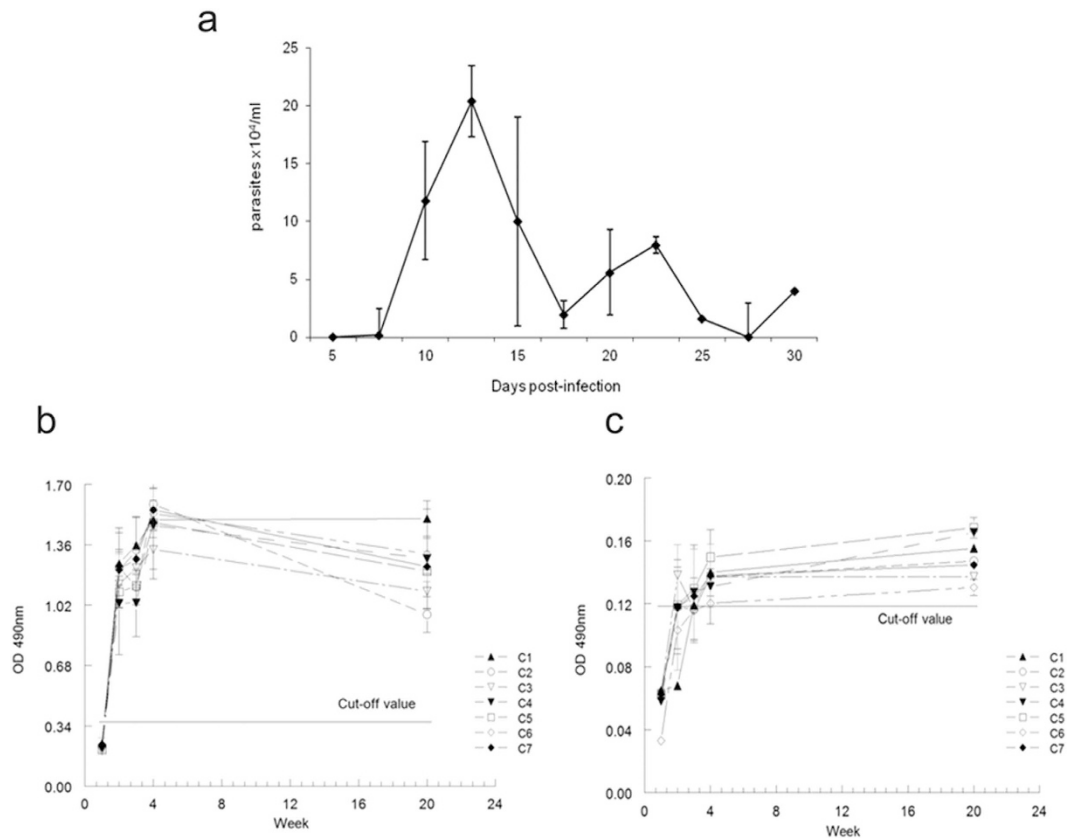 a
25
20
15
10
5
0
parasites x10⁴/ml
5 10 15 20 25 30
Days post-infection
b
1.70
1.36
1.02
0.68
0.34
0.00
OD 490nm
Cut-off value
C1
C2
C3
C4
C5
C6
C7
0 4 8 12 16 20 24
Week
c
0.20
0.16
0.12
0.08
0.04
0.00
OD 490nm
Cut-off value
C1
C2
C3
C4
C5
C6
C7
0 4 8 12 16 20 24
Week